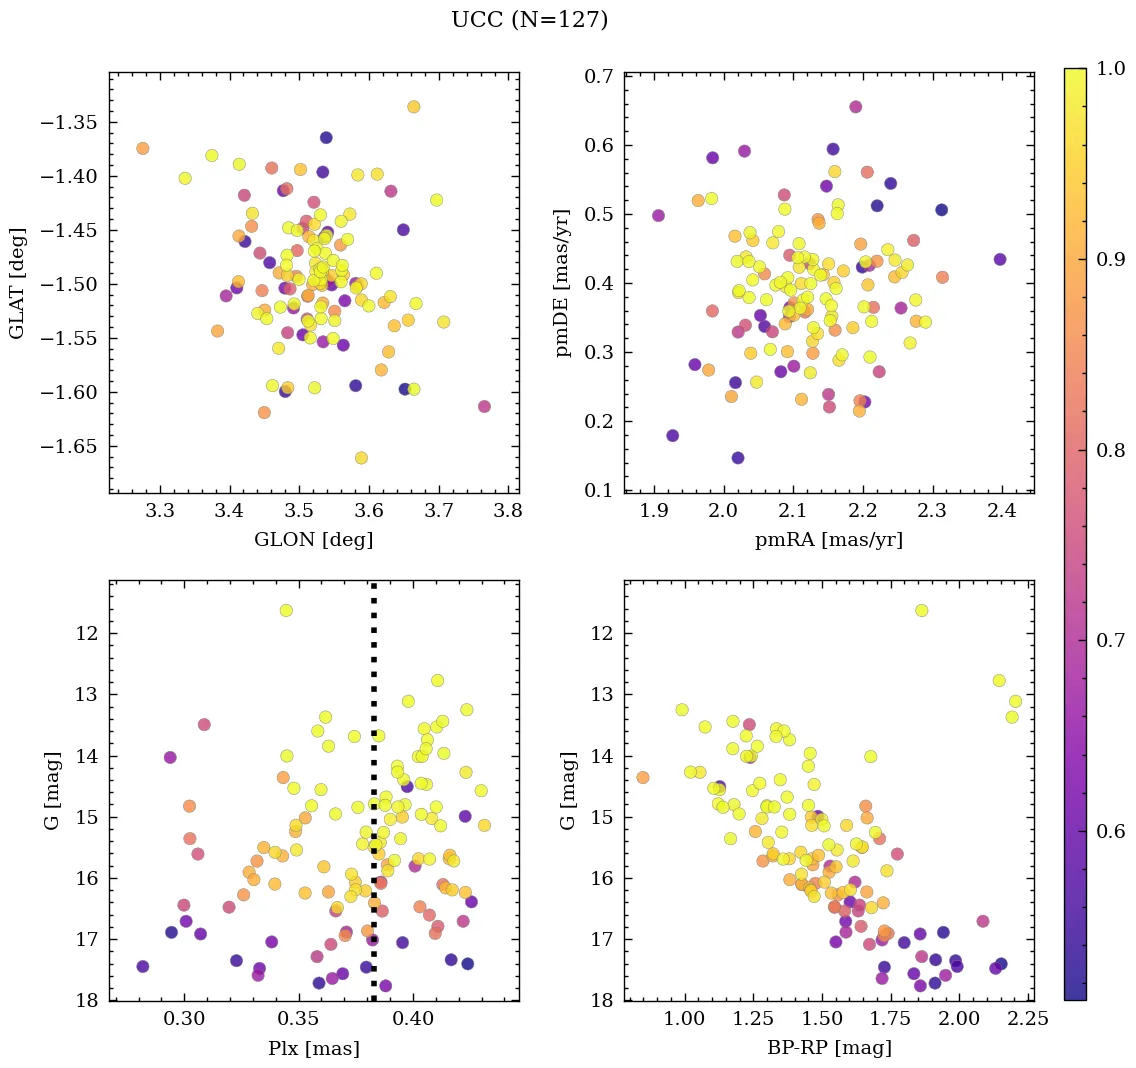 UCC (N=127)
−1.35
−1.40
−1.45
−1.50
−1.55
−1.60
−1.65
GLAT [deg]
3.3 3.4 3.5 3.6 3.7 3.8
GLON [deg]
0.7
0.6
0.5
0.4
0.3
0.2
0.1
pmDE [mas/yr]
1.9 2.0 2.1 2.2 2.3 2.4
pmRA [mas/yr]
12
13
14
15
16
17
18
G [mag]
0.30 0.35 0.40
Plx [mas]
12
13
14
15
16
17
18
G [mag]
1.00 1.25 1.50 1.75 2.00 2.25
BP-RP [mag]
1.0
0.9
0.8
0.7
0.6